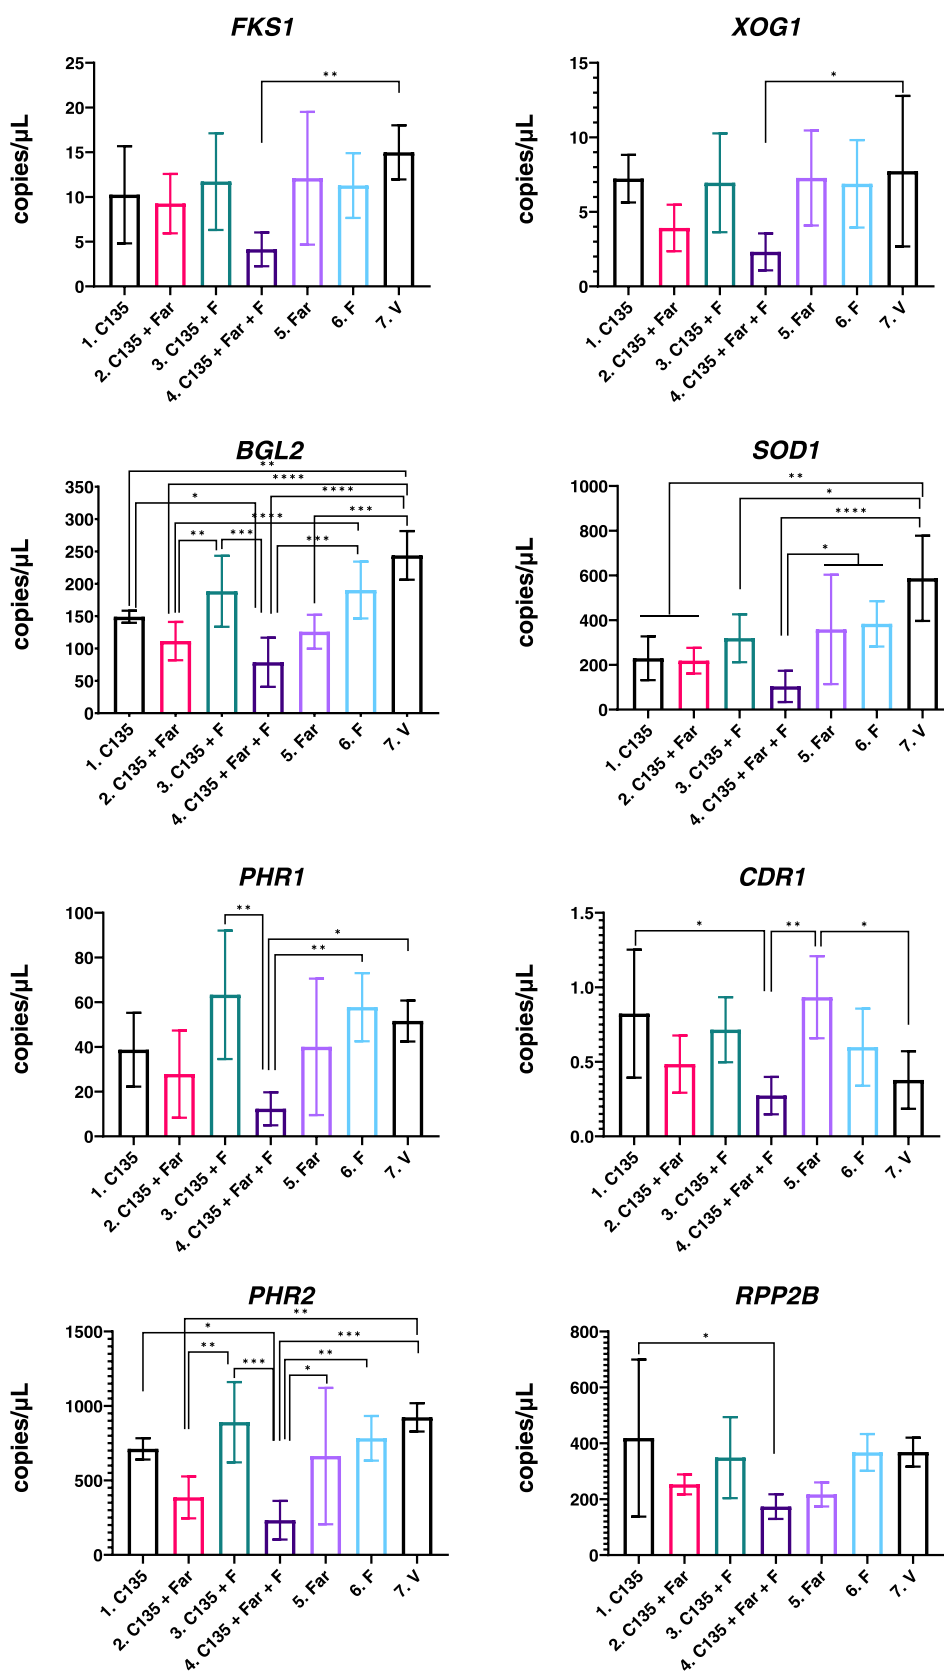 FKS1
copies/µL
25
20
15
10
5
0
**
1. C135
2. C135 + Far
3. C135 + F
4. C135 + Far + F
5. Far
6. F
7. V
XOG1
copies/µL
15
10
5
0
*
1. C135
2. C135 + Far
3. C135 + F
4. C135 + Far + F
5. Far
6. F
7. V
BGL2
copies/µL
350
300
250
200
150
100
50
0
**
****
*
****
****
***
**
***
***
1. C135
2. C135 + Far
3. C135 + F
4. C135 + Far + F
5. Far
6. F
7. V
SOD1
copies/µL
1000
800
600
400
200
0
**
*
****
*
1. C135
2. C135 + Far
3. C135 + F
4. C135 + Far + F
5. Far
6. F
7. V
PHR1
copies/µL
100
80
60
40
20
0
**
*
**
1. C135
2. C135 + Far
3. C135 + F
4. C135 + Far + F
5. Far
6. F
7. V
CDR1
copies/µL
1.5
1.0
0.5
0.0
*
**
*
1. C135
2. C135 + Far
3. C135 + F
4. C135 + Far + F
5. Far
6. F
7. V
PHR2
copies/µL
1500
1000
500
0
**
*
***
**
**
***
*
1. C135
2. C135 + Far
3. C135 + F
4. C135 + Far + F
5. Far
6. F
7. V
RPP2B
copies/µL
800
600
400
200
0
*
1. C135
2. C135 + Far
3. C135 + F
4. C135 + Far + F
5. Far
6. F
7. V